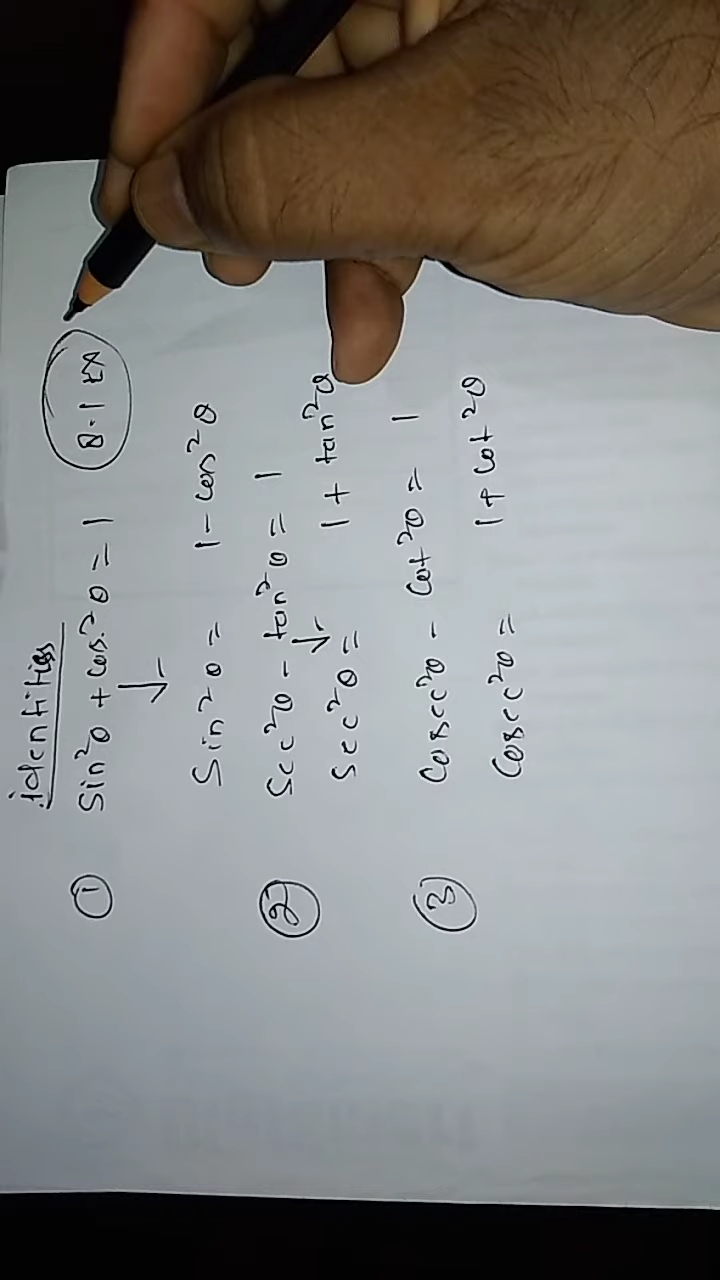 identities
① Sin²θ + cos²θ = 1
8.1 Ex
Sin²θ = 1 - cos²θ
② Sec²θ - tan²θ = 1
Sec²θ = 1 + tan²θ
③ Cosec²θ - Cot²θ = 1
Cosec²θ = 1 + Cot²θ